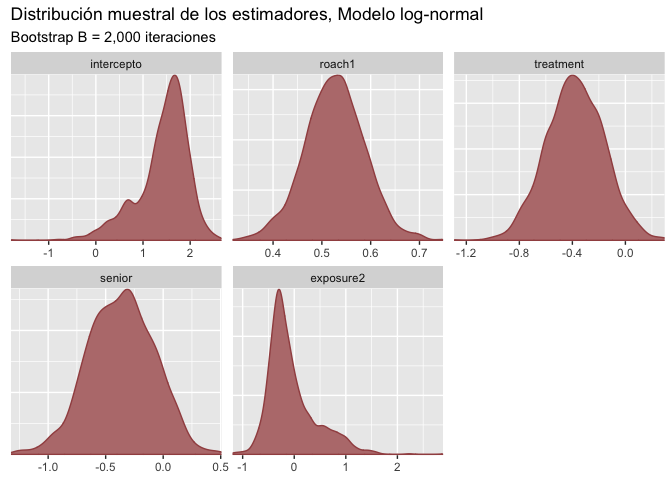 Distribución muestral de los estimadores, Modelo log-normal
Bootstrap B = 2,000 iteraciones
intercepto
roach1
treatment
-1 0 1 2
0.4 0.5 0.6 0.7
-1.2 -0.8 -0.4 0.0
senior
exposure2
-1.0 -0.5 0.0 0.5
-1 0 1 2